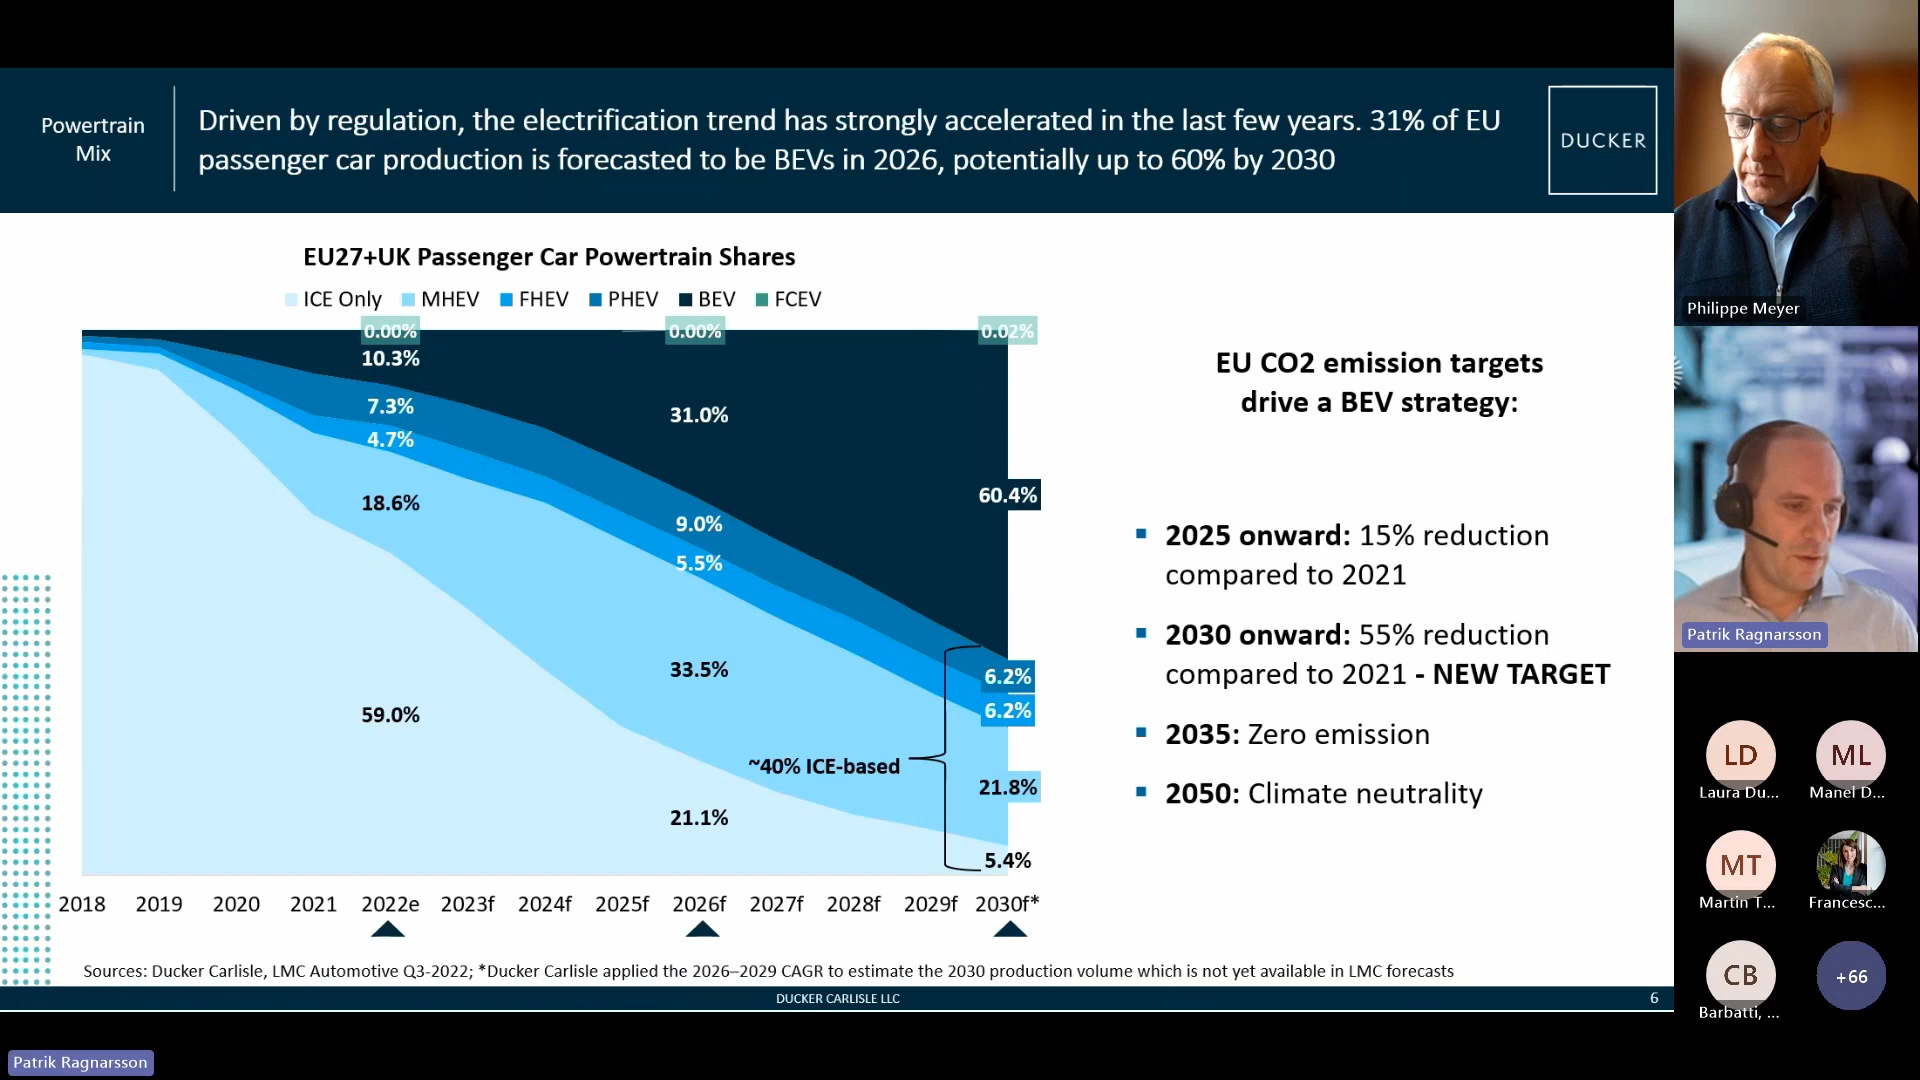 Powertrain
Mix
Driven by regulation, the electrification trend has strongly accelerated in the last few years. 31% of EU
passenger car production is forecasted to be BEVs in 2026, potentially up to 60% by 2030
DUCKER
EU27+UK Passenger Car Powertrain Shares
ICE Only MHEV FHEV PHEV BEV FCEV
0.00% 0.00% 0.02%
10.3%
7.3%
4.7%
18.6%
59.0%
31.0%
9.0%
5.5%
33.5%
21.1%
60.4%
6.2%
6.2%
21.8%
5.4%
~40% ICE-based
2018 2019 2020 2021 2022e 2023f 2024f 2025f 2026f 2027f 2028f 2029f 2030f*
EU CO2 emission targets
drive a BEV strategy:
2025 onward: 15% reduction
compared to 2021
2030 onward: 55% reduction
compared to 2021 - NEW TARGET
2035: Zero emission
2050: Climate neutrality
Sources: Ducker Carlisle, LMC Automotive Q3-2022; *Ducker Carlisle applied the 2026–2029 CAGR to estimate the 2030 production volume which is not yet available in LMC forecasts
DUCKER CARLISLE LLC
6
Philippe Meyer
Patrik Ragnarsson
LD ML
Laura Du... Manel D...
MT
Martin T... Francesc...
CB +66
Barbatti, ...
Patrik Ragnarsson